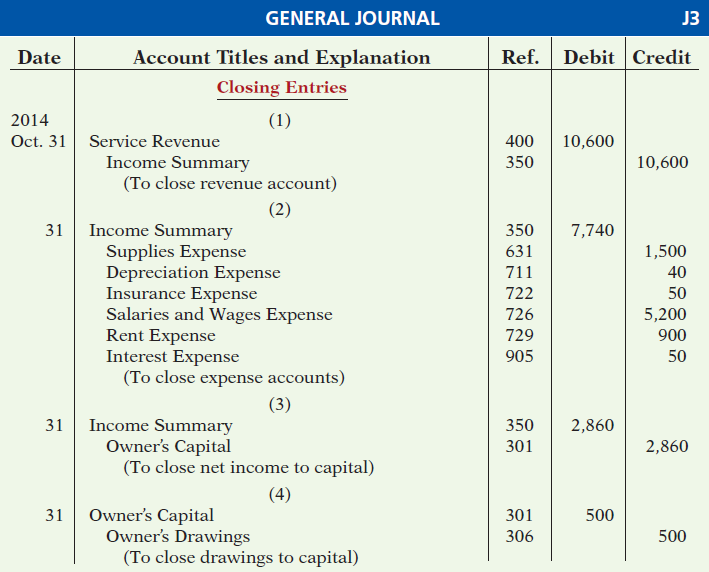 GENERAL JOURNAL J3
Date Account Titles and Explanation Ref. Debit Credit
Closing Entries
2014 (1)
Oct. 31 Service Revenue 400 10,600
Income Summary 350 10,600
(To close revenue account)
(2)
31 Income Summary 350 7,740
Supplies Expense 631 1,500
Depreciation Expense 711 40
Insurance Expense 722 50
Salaries and Wages Expense 726 5,200
Rent Expense 729 900
Interest Expense 905 50
(To close expense accounts)
(3)
31 Income Summary 350 2,860
Owner's Capital 301 2,860
(To close net income to capital)
(4)
31 Owner's Capital 301 500
Owner's Drawings 306 500
(To close drawings to capital)